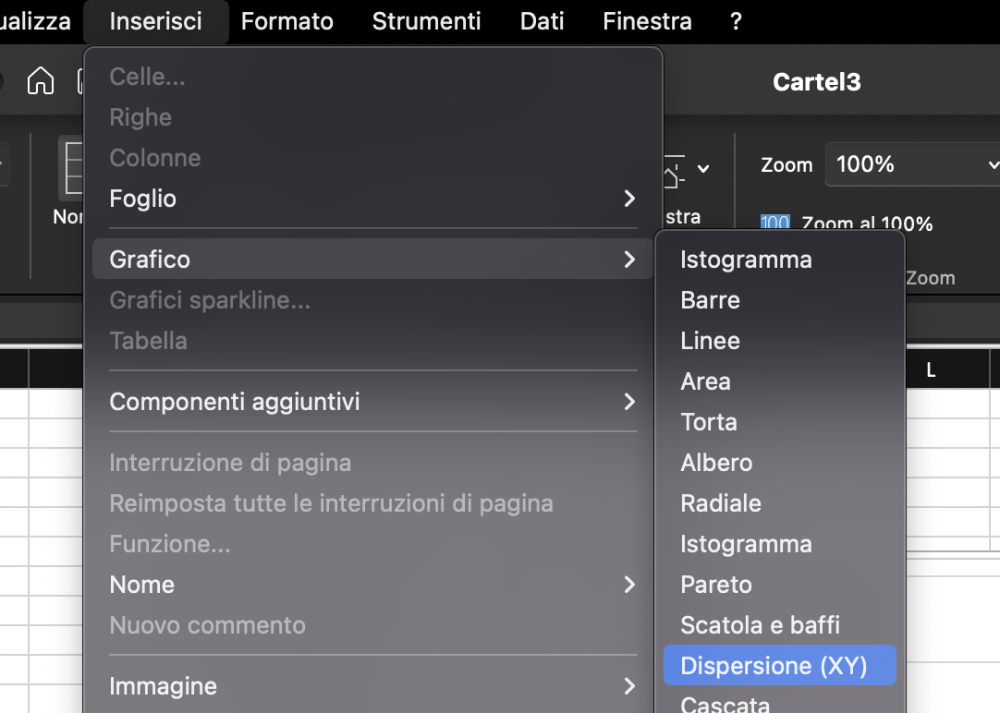 ualizza Inserisci Formato Strumenti Dati Finestra ?
Cartel3
Celle...
Righe
Colonne
Foglio
Zoom 100%
Nor
stra
100 Zoom al 100%
Zoom
Grafico
Grafici sparkline...
Tabella
Componenti aggiuntivi
Interruzione di pagina
Reimposta tutte le interruzioni di pagina
Funzione...
Nome
Nuovo commento
Immagine
Istogramma
Barre
Linee
Area
Torta
Albero
Radiale
Istogramma
Pareto
Scatola e baffi
Dispersione (XY)
Cascata
L